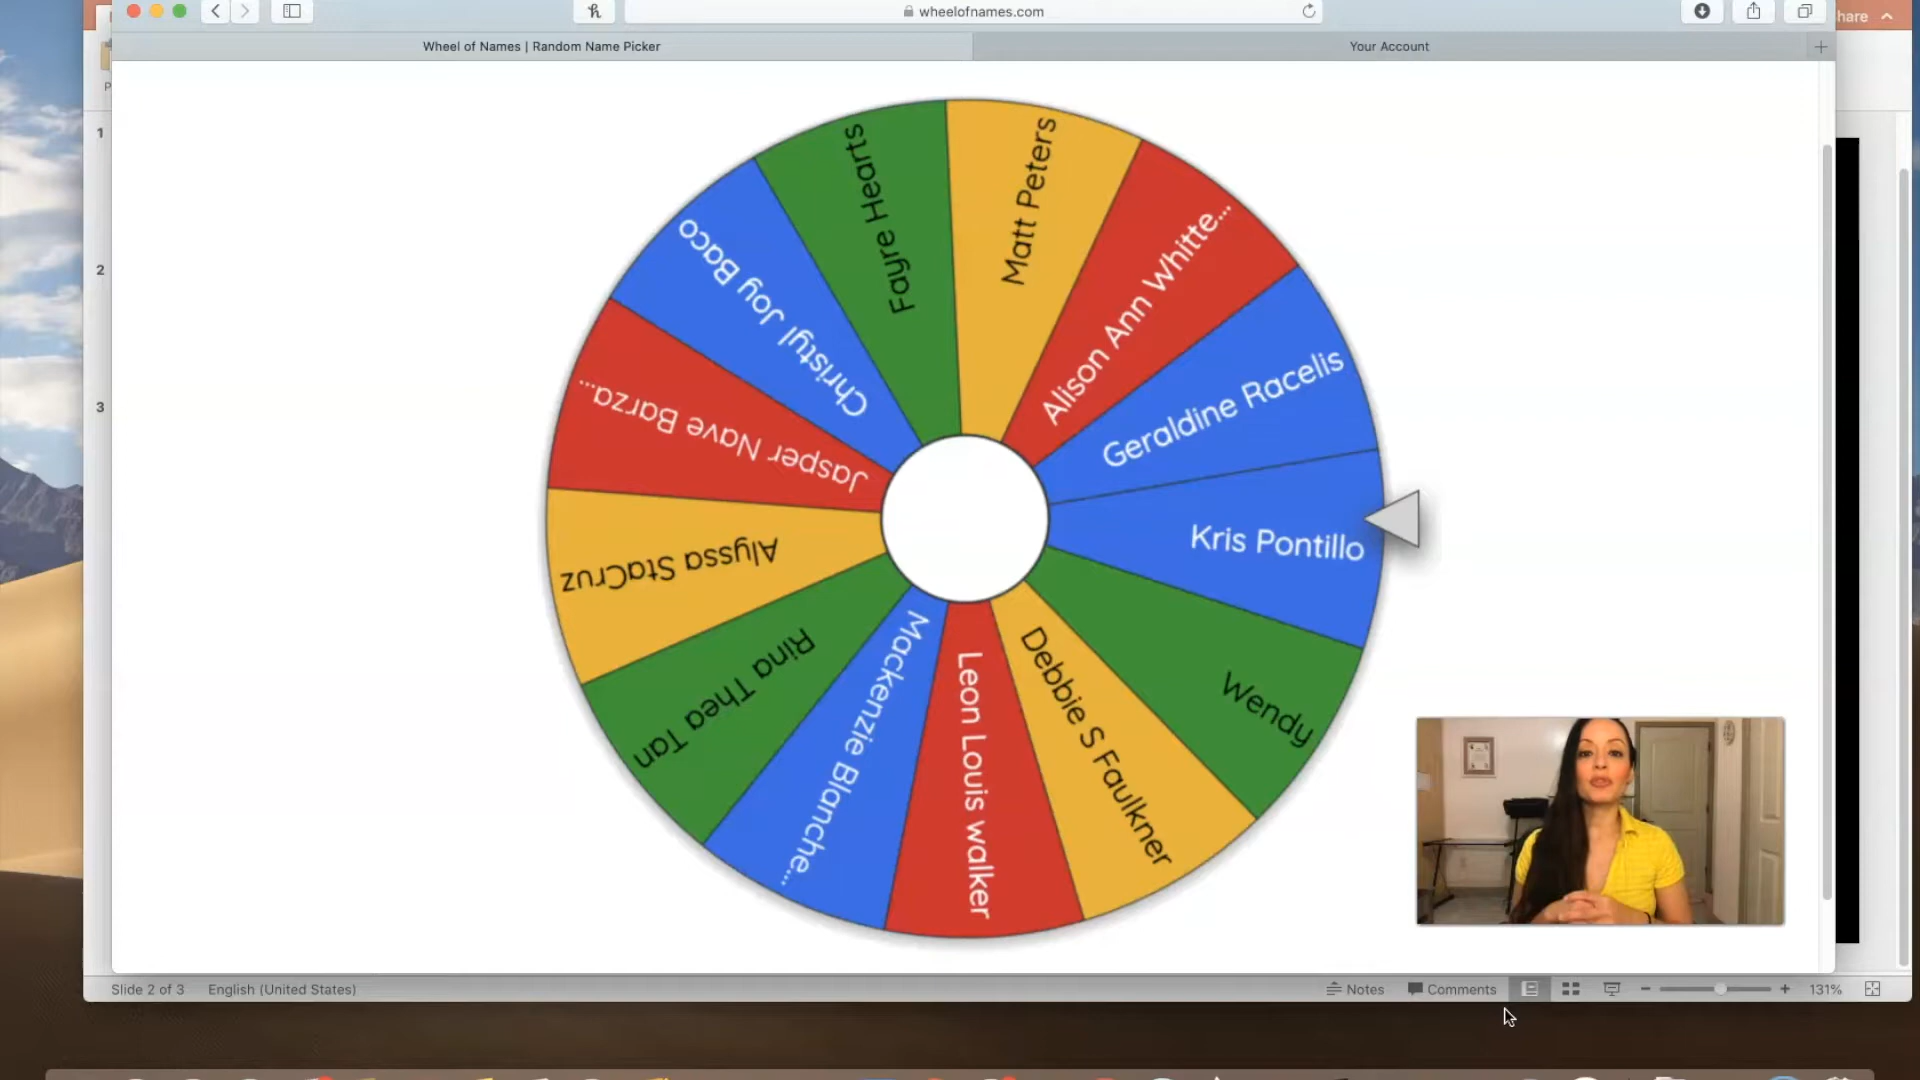 hare
wheelofnames.com
Wheel of Names | Random Name Picker
Your Account
P
1
2
3
Fayre Hearts
Matt Peters
Alison Ann Whitte...
Geraldine Racelis
Kris Pontillo
Wendy
Debbie S Faulkner
Leon Louis walker
Mackenzie Blanche...
Rina Thea Tan
Alyssa StaCruz
Jasper Nave Barza...
Christyl Joy Baco
Slide 2 of 3 English (United States) Notes Comments 131%